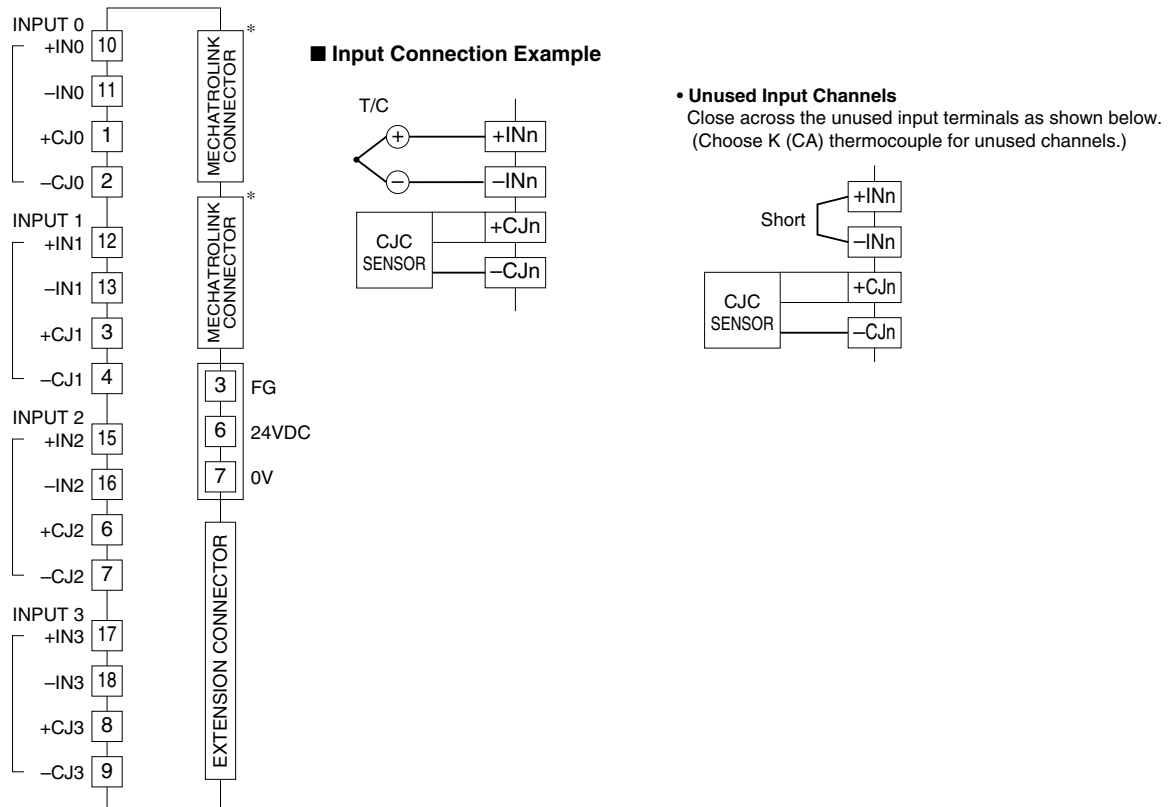 INPUT 0
+IN0 10
–IN0 11
+CJ0 1
–CJ0 2
INPUT 1
+IN1 12
–IN1 13
+CJ1 3
–CJ1 4
INPUT 2
+IN2 15
–IN2 16
+CJ2 6
–CJ2 7
INPUT 3
+IN3 17
–IN3 18
+CJ3 8
–CJ3 9
MECHATROLINK
CONNECTOR
*
MECHATROLINK
CONNECTOR
*
3 FG
6 24VDC
7 0V
EXTENSION CONNECTOR
■ Input Connection Example
T/C
+ +INn
– –INn
+CJn
CJC
SENSOR
–CJn
• Unused Input Channels
Close across the unused input terminals as shown below.
(Choose K (CA) thermocouple for unused channels.)
+INn
Short
–INn
+CJn
CJC
SENSOR
–CJn